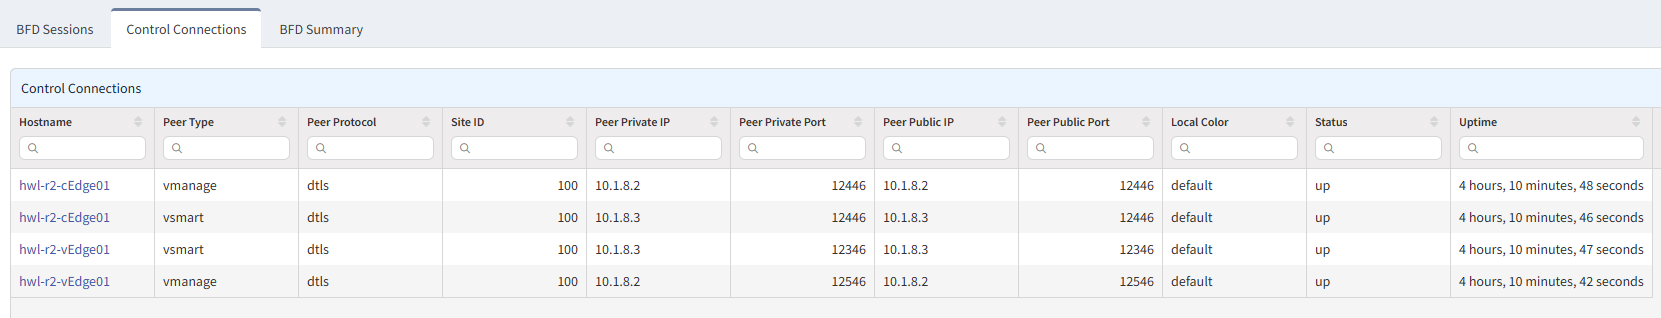 BFD Sessions Control Connections BFD Summary
Control Connections
Hostname Peer Type Peer Protocol Site ID Peer Private IP Peer Private Port Peer Public IP Peer Public Port Local Color Status Uptime
hwl-r2-cEdge01 vmanage dtls 100 10.1.8.2 12446 10.1.8.2 12446 default up 4 hours, 10 minutes, 48 seconds
hwl-r2-cEdge01 vsmart dtls 100 10.1.8.3 12446 10.1.8.3 12446 default up 4 hours, 10 minutes, 46 seconds
hwl-r2-vEdge01 vsmart dtls 100 10.1.8.3 12346 10.1.8.3 12346 default up 4 hours, 10 minutes, 47 seconds
hwl-r2-vEdge01 vmanage dtls 100 10.1.8.2 12546 10.1.8.2 12546 default up 4 hours, 10 minutes, 42 seconds